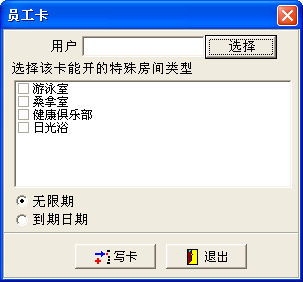 员工卡
用户 选择
选择该卡能开的特殊房间类型
游泳室
桑拿室
健康俱乐部
日光浴
无限期
到期日期
写卡 退出